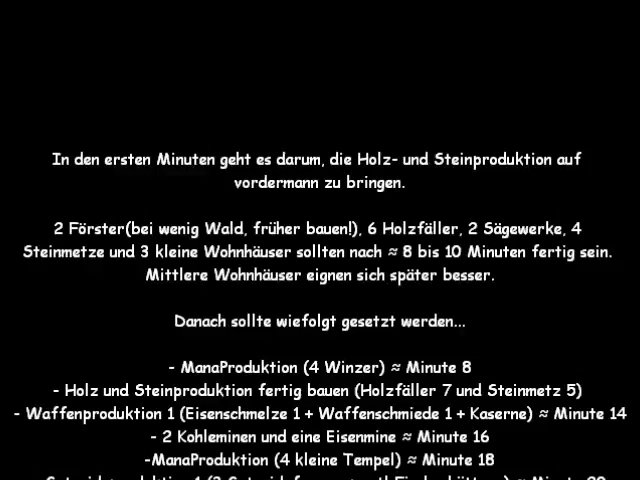 In den ersten Minuten geht es darum, die Holz- und Steinproduktion auf
vordermann zu bringen.
2 Förster(bei wenig Wald, früher bauen!), 6 Holzfäller, 2 Sägewerke, 4
Steinmetze und 3 kleine Wohnhäuser sollten nach ≈ 8 bis 10 Minuten fertig sein.
Mittlere Wohnhäuser eignen sich später besser.
Danach sollte wiefolgt gesetzt werden...
- ManaProduktion (4 Winzer) ≈ Minute 8
- Holz und Steinproduktion fertig bauen (Holzfäller 7 und Steinmetz 5)
- Waffenproduktion 1 (Eisenschmelze 1 + Waffenschmiede 1 + Kaserne) ≈ Minute 14
- 2 Kohleminen und eine Eisenmine ≈ Minute 16
-ManaProduktion (4 kleine Tempel) ≈ Minute 18